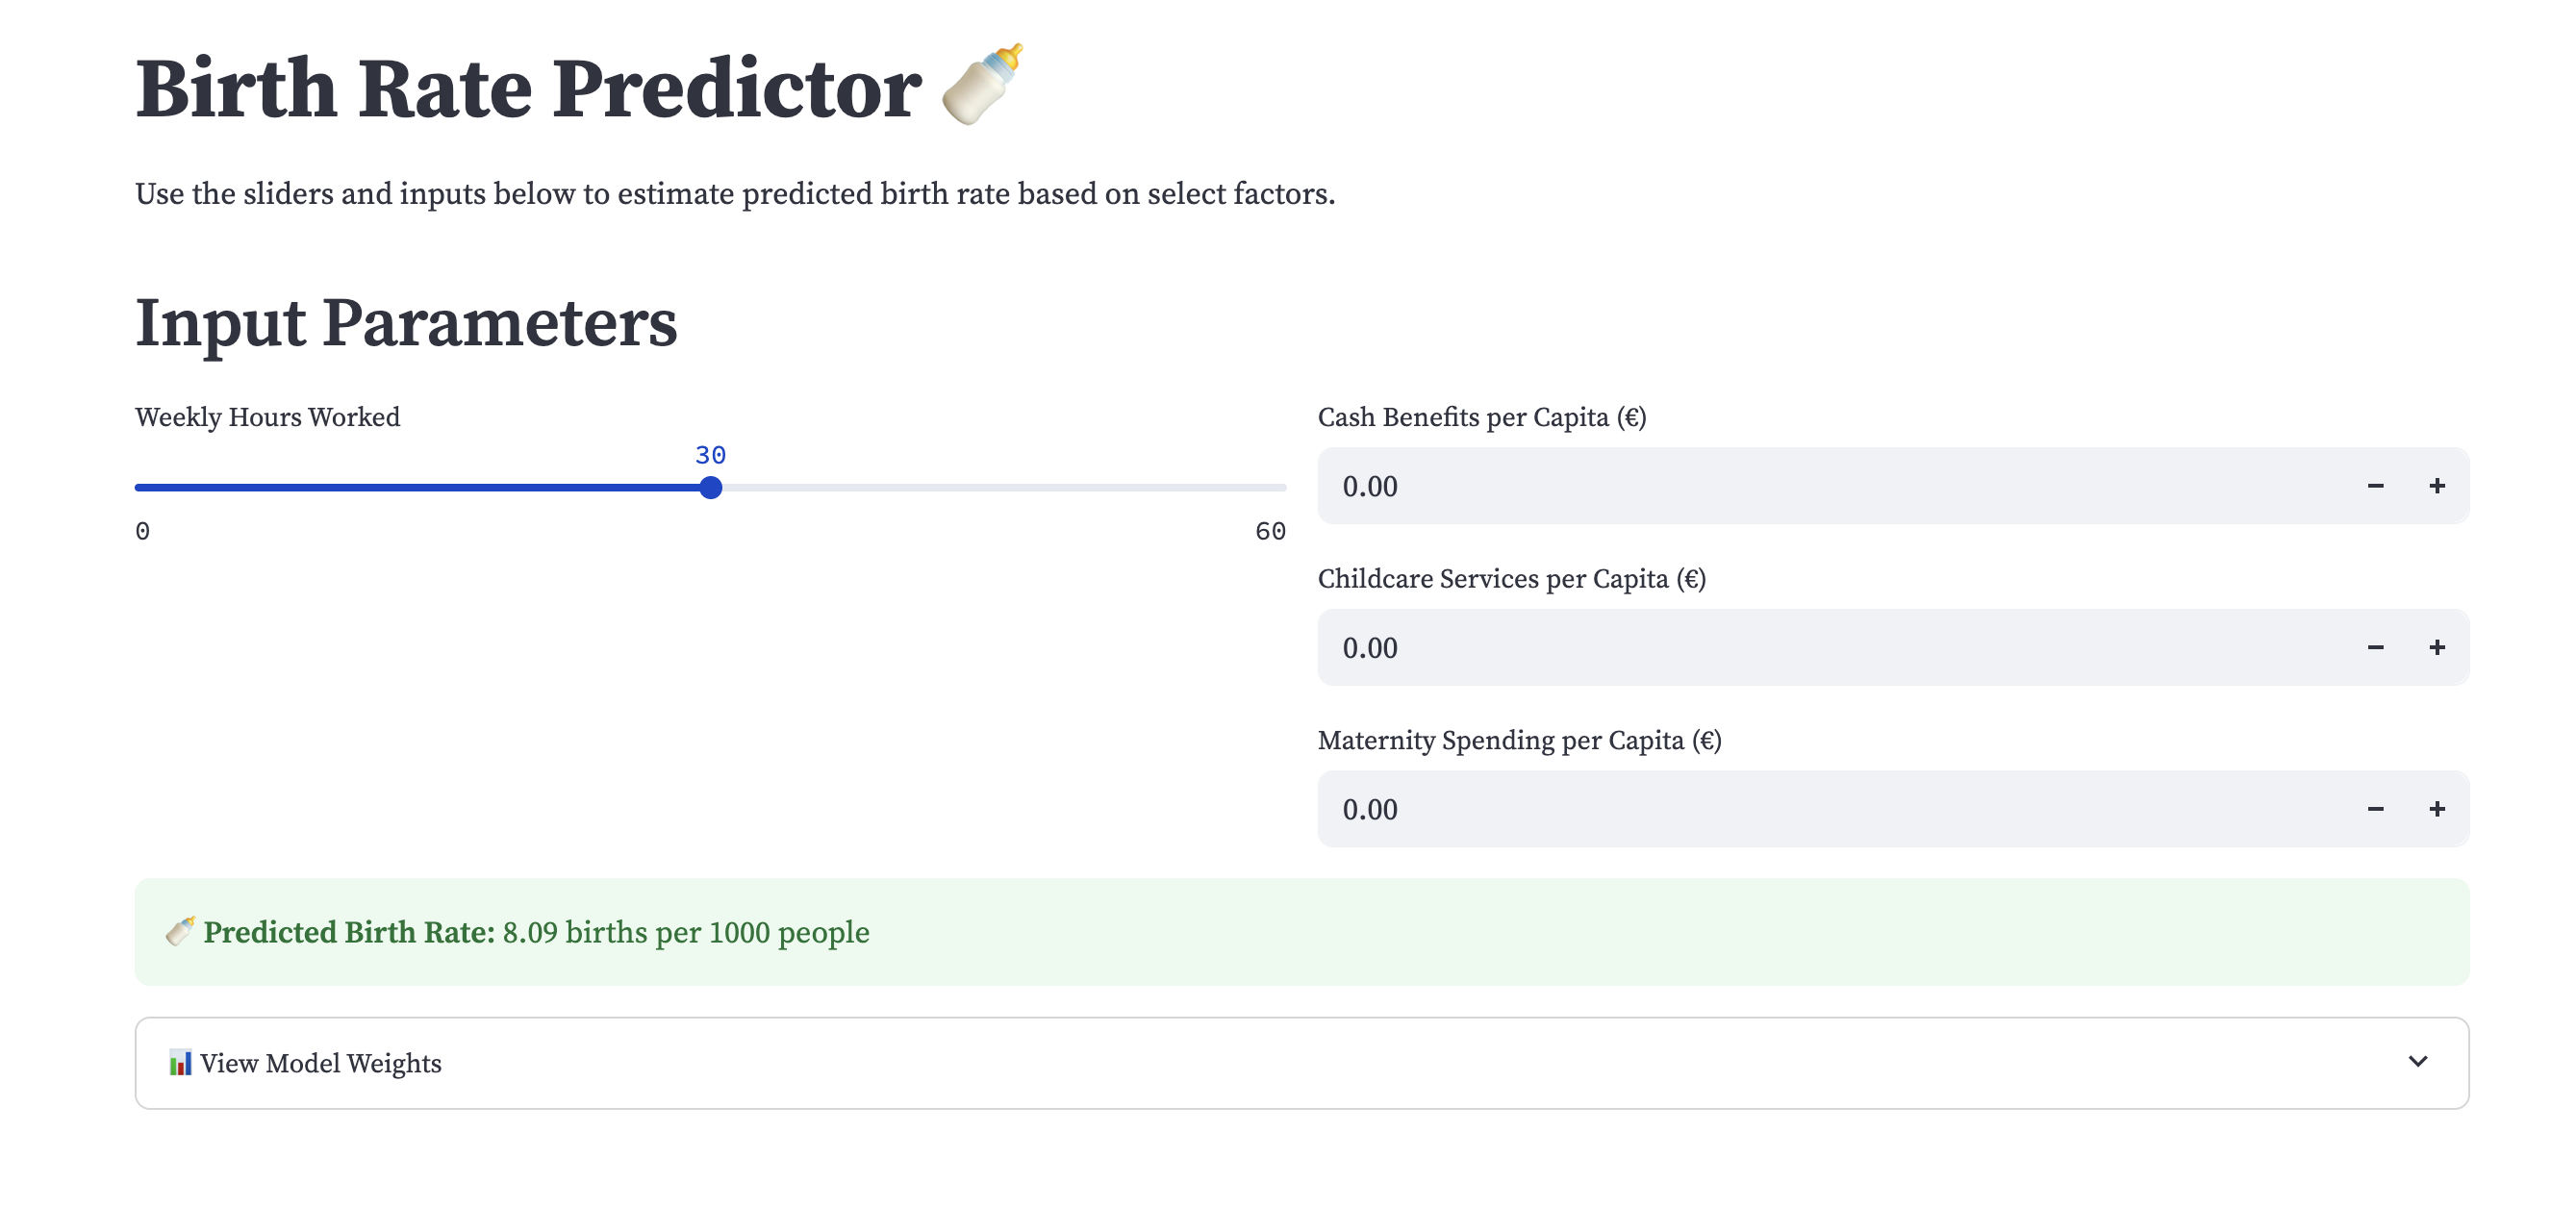 Birth Rate Predictor
Use the sliders and inputs below to estimate predicted birth rate based on select factors.
Input Parameters
Weekly Hours Worked
30
0
60
Cash Benefits per Capita (€)
0.00
Childcare Services per Capita (€)
0.00
Maternity Spending per Capita (€)
0.00
Predicted Birth Rate: 8.09 births per 1000 people
View Model Weights